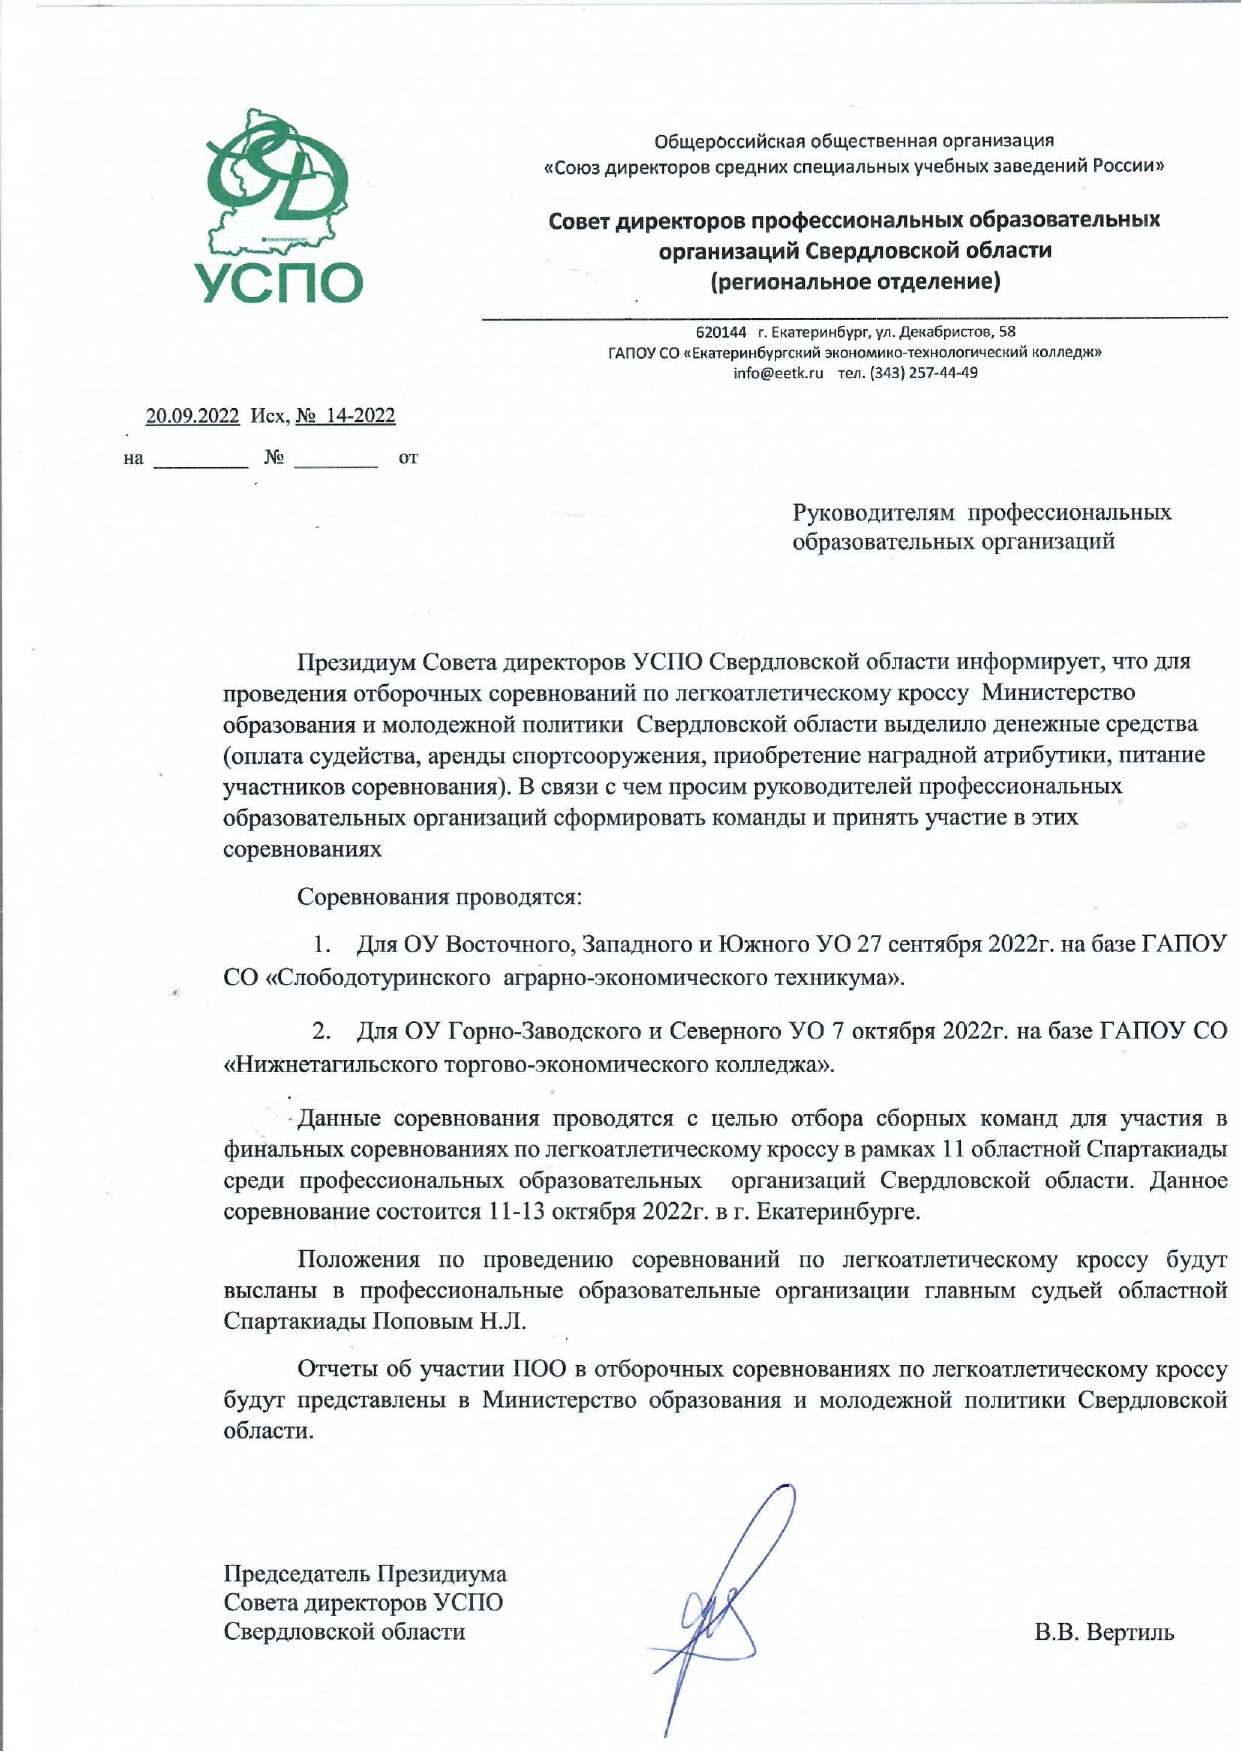 УСПО
Общероссийская общественная организация
«Союз директоров средних специальных учебных заведений России»
Совет директоров профессиональных образовательных
организаций Свердловской области
(региональное отделение)
620144 г. Екатеринбург, ул. Декабристов, 58
ГАПОУ СО «Екатеринбургский экономико-технологический колледж»
info@eetk.ru тел. (343) 257-44-49
20.09.2022 Исх, № 14-2022
на _________ № ________ от
Руководителям профессиональных
образовательных организаций
Президиум Совета директоров УСПО Свердловской области информирует, что для
проведения отборочных соревнований по легкоатлетическому кроссу Министерство
образования и молодежной политики Свердловской области выделило денежные средства
(оплата судейства, аренды спортсооружения, приобретение наградной атрибутики, питание
участников соревнования). В связи с чем просим руководителей профессиональных
образовательных организаций сформировать команды и принять участие в этих
соревнованиях
Соревнования проводятся:
1. Для ОУ Восточного, Западного и Южного УО 27 сентября 2022г. на базе ГАПОУ
СО «Слободотуринского аграрно-экономического техникума».
2. Для ОУ Горно-Заводского и Северного УО 7 октября 2022г. на базе ГАПОУ СО
«Нижнетагильского торгово-экономического колледжа».
Данные соревнования проводятся с целью отбора сборных команд для участия в
финальных соревнованиях по легкоатлетическому кроссу в рамках 11 областной Спартакиады
среди профессиональных образовательных организаций Свердловской области. Данное
соревнование состоится 11-13 октября 2022г. в г. Екатеринбурге.
Положения по проведению соревнований по легкоатлетическому кроссу будут
высланы в профессиональные образовательные организации главным судьей областной
Спартакиады Поповым Н.Л.
Отчеты об участии ПОО в отборочных соревнованиях по легкоатлетическому кроссу
будут представлены в Министерство образования и молодежной политики Свердловской
области.
Председатель Президиума
Совета директоров УСПО
Свердловской области В.В. Вертиль